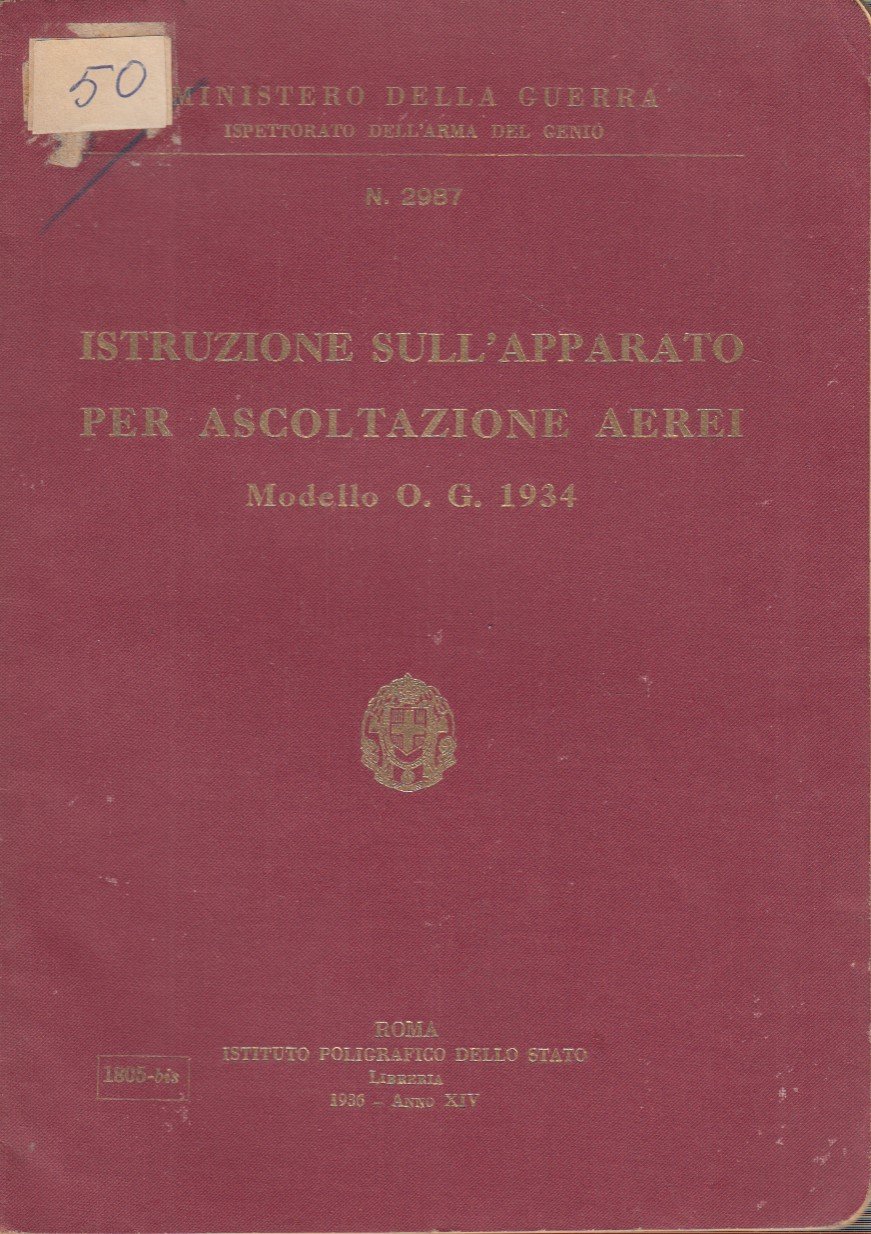 50
MINISTERO DELLA GUERRA
ISPETTORATO DELL'ARMA DEL GENIO
N. 2987
ISTRUZIONE SULL'APPARATO
PER ASCOLTAZIONE AEREI
Modello O. G. 1934
ROMA
ISTITUTO POLIGRAFICO DELLO STATO
LIBRERIA
1936 – ANNO XIV
1805-bis